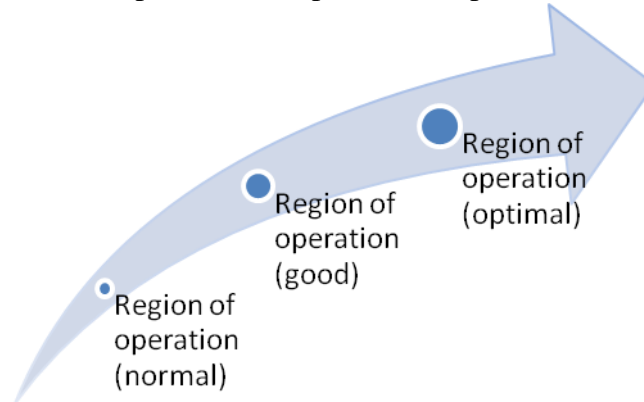 Region of
operation
(optimal)
Region of
operation
(good)
Region of
operation
(normal)